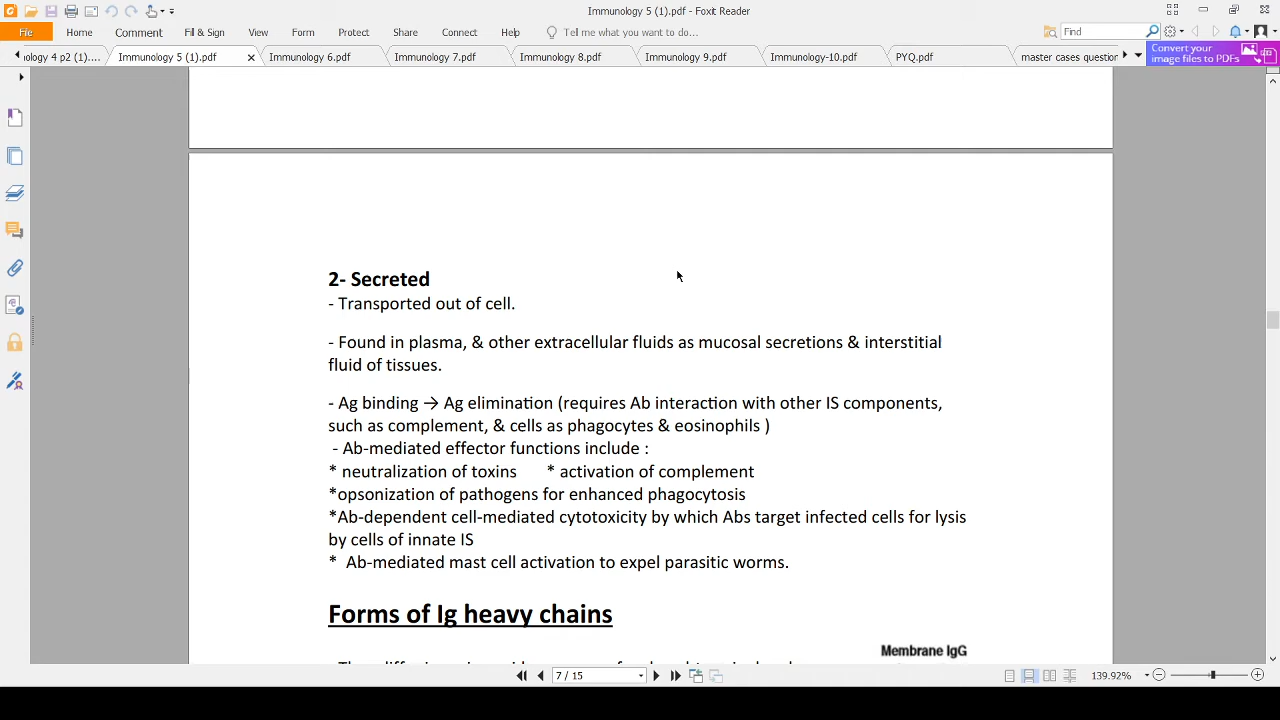 Immunology 5 (1).pdf - Foxit Reader
File Home Comment Fill & Sign View Form Protect Share Connect Help Tell me what you want to do... Find
ology 4 p2 (1).... Immunology 5 (1).pdf Immunology 6.pdf Immunology 7.pdf Immunology 8.pdf Immunology 9.pdf Immunology-10.pdf PYQ.pdf master cases question
Convert your
image files to PDFs
2- Secreted
- Transported out of cell.
- Found in plasma, & other extracellular fluids as mucosal secretions & interstitial
fluid of tissues.
- Ag binding → Ag elimination (requires Ab interaction with other IS components,
such as complement, & cells as phagocytes & eosinophils )
- Ab-mediated effector functions include :
* neutralization of toxins * activation of complement
*opsonization of pathogens for enhanced phagocytosis
*Ab-dependent cell-mediated cytotoxicity by which Abs target infected cells for lysis
by cells of innate IS
* Ab-mediated mast cell activation to expel parasitic worms.
Forms of Ig heavy chains
Membrane IgG
7 / 15
139.92%